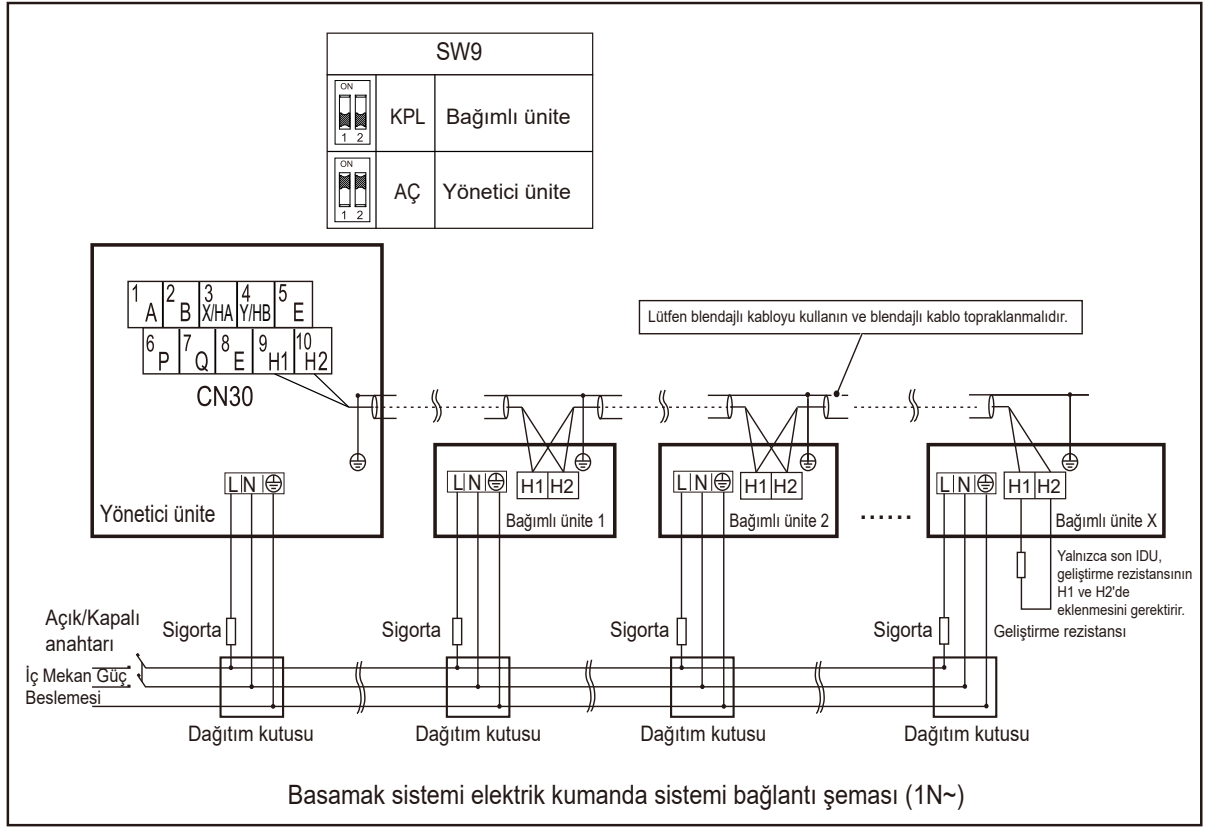 SW9
ON
1 2
KPL
Bağımlı ünite
ON
1 2
AÇ
Yönetici ünite
1 A 2 B 3 X/HA 4 Y/HB 5 E
6 P 7 Q 8 E 9 H1 10 H2
CN30
Lütfen blendajlı kabloyu kullanın ve blendajlı kablo topraklanmalıdır.
L N
Yönetici ünite
L N
H1 H2
Bağımlı ünite 1
L N
H1 H2
Bağımlı ünite 2
......
L N
H1 H2
Bağımlı ünite X
Yalnızca son IDU,
geliştirme rezistansının
H1 ve H2'de
eklenmesini gerektirir.
Geliştirme rezistansı
Açık/Kapalı
anahtarı
Sigorta
Sigorta
Sigorta
Sigorta
İç Mekan Güç
Beslemesi
Dağıtım kutusu
Dağıtım kutusu
Dağıtım kutusu
Dağıtım kutusu
Basamak sistemi elektrik kumanda sistemi bağlantı şeması (1N~)